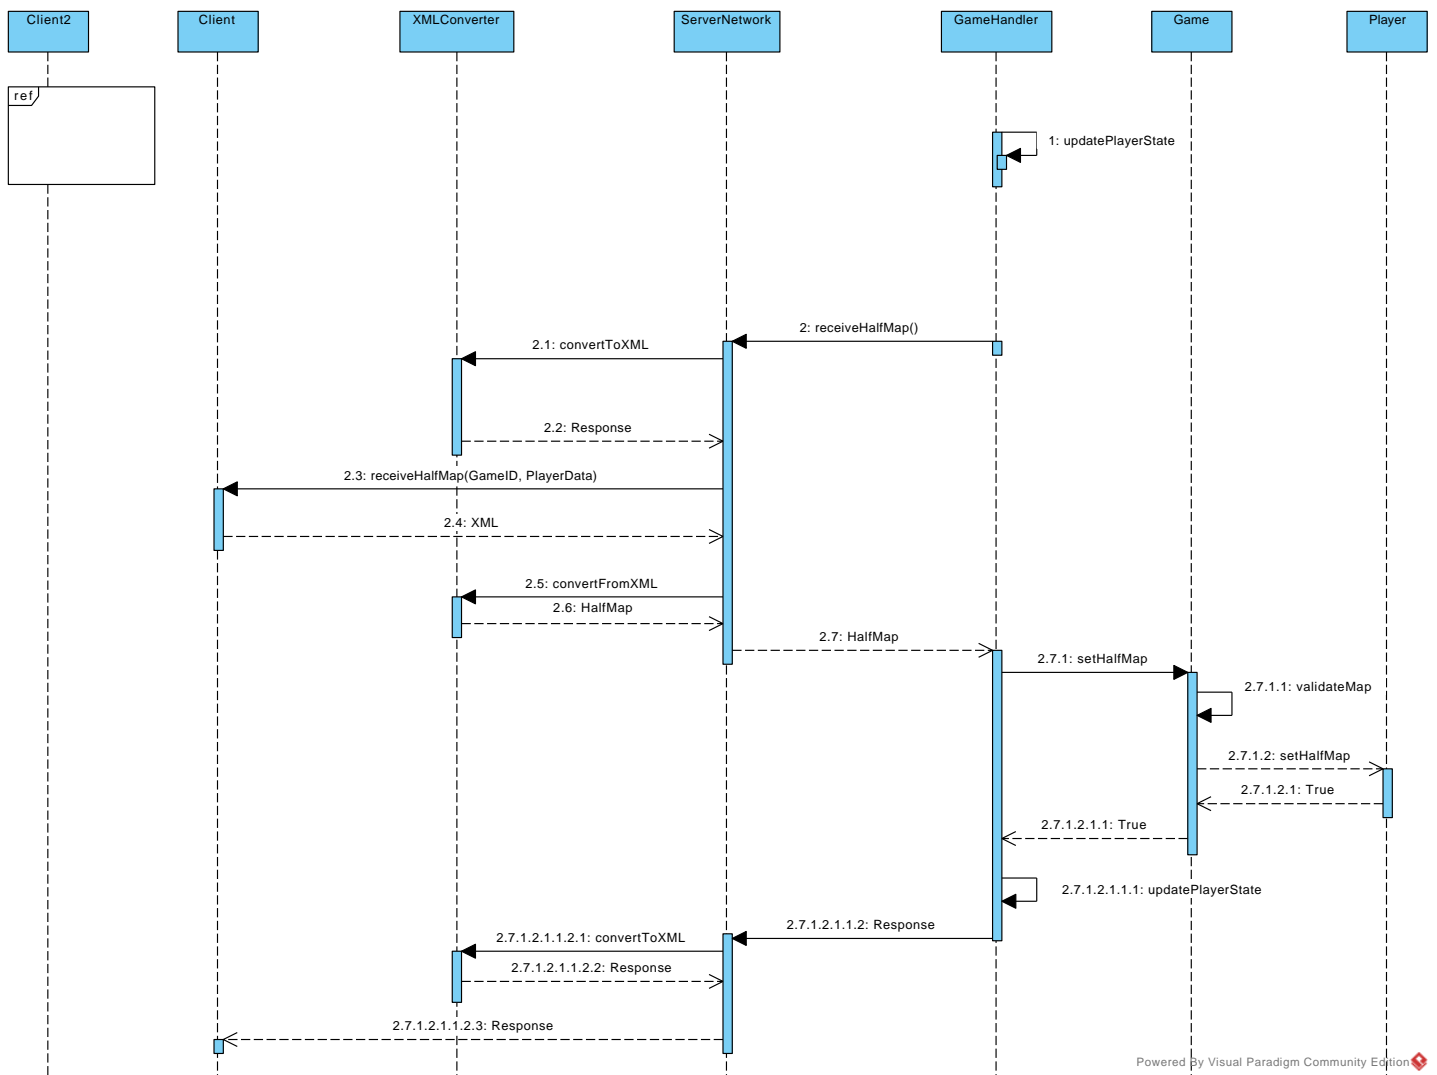 Client2
Client
XMLConverter
ServerNetwork
GameHandler
Game
Player
ref
1: updatePlayerState
2: receiveHalfMap()
2.1: convertToXML
2.2: Response
2.3: receiveHalfMap(GameID, PlayerData)
2.4: XML
2.5: convertFromXML
2.6: HalfMap
2.7: HalfMap
2.7.1: setHalfMap
2.7.1.1: validateMap
2.7.1.2: setHalfMap
2.7.1.2.1: True
2.7.1.2.1.1: True
2.7.1.2.1.1.1: updatePlayerState
2.7.1.2.1.1.2: Response
2.7.1.2.1.1.2.1: convertToXML
2.7.1.2.1.1.2.2: Response
2.7.1.2.1.1.2.3: Response
Powered By Visual Paradigm Community Edition